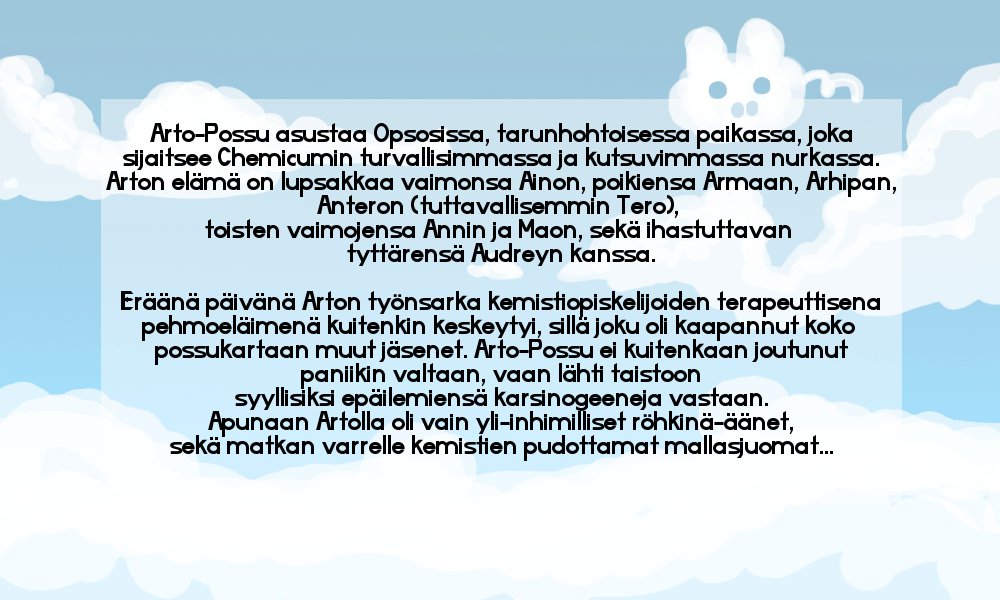 Arto-Possu asustaa Opsosissa, tarunhohtoisessa paikassa, joka
sijaitsee Chemicumin turvallisimmassa ja kutsuvimmassa nurkassa.
Arton elämä on lupsakkaa vaimonsa Ainon, poikiensa Armaan, Arhipan,
Anteron (tuttavallisemmin Tero),
toisten vaimojensa Annin ja Maon, sekä ihastuttavan
tyttärensä Audreyn kanssa.
Eräänä päivänä Arton työnsarka kemistiopiskelijoiden terapeuttisena
pehmoeläimenä kuitenkin keskeytyi, sillä joku oli kaapannut koko
possukartaan muut jäsenet. Arto-Possu ei kuitenkaan joutunut
paniikin valtaan, vaan lähti taistoon
syyllisiksi epäilemiensä karsinogeeneja vastaan.
Apunaan Artolla oli vain yli-inhimilliset röhkinä-äänet,
sekä matkan varrelle kemistien pudottamat mallasjuomat...